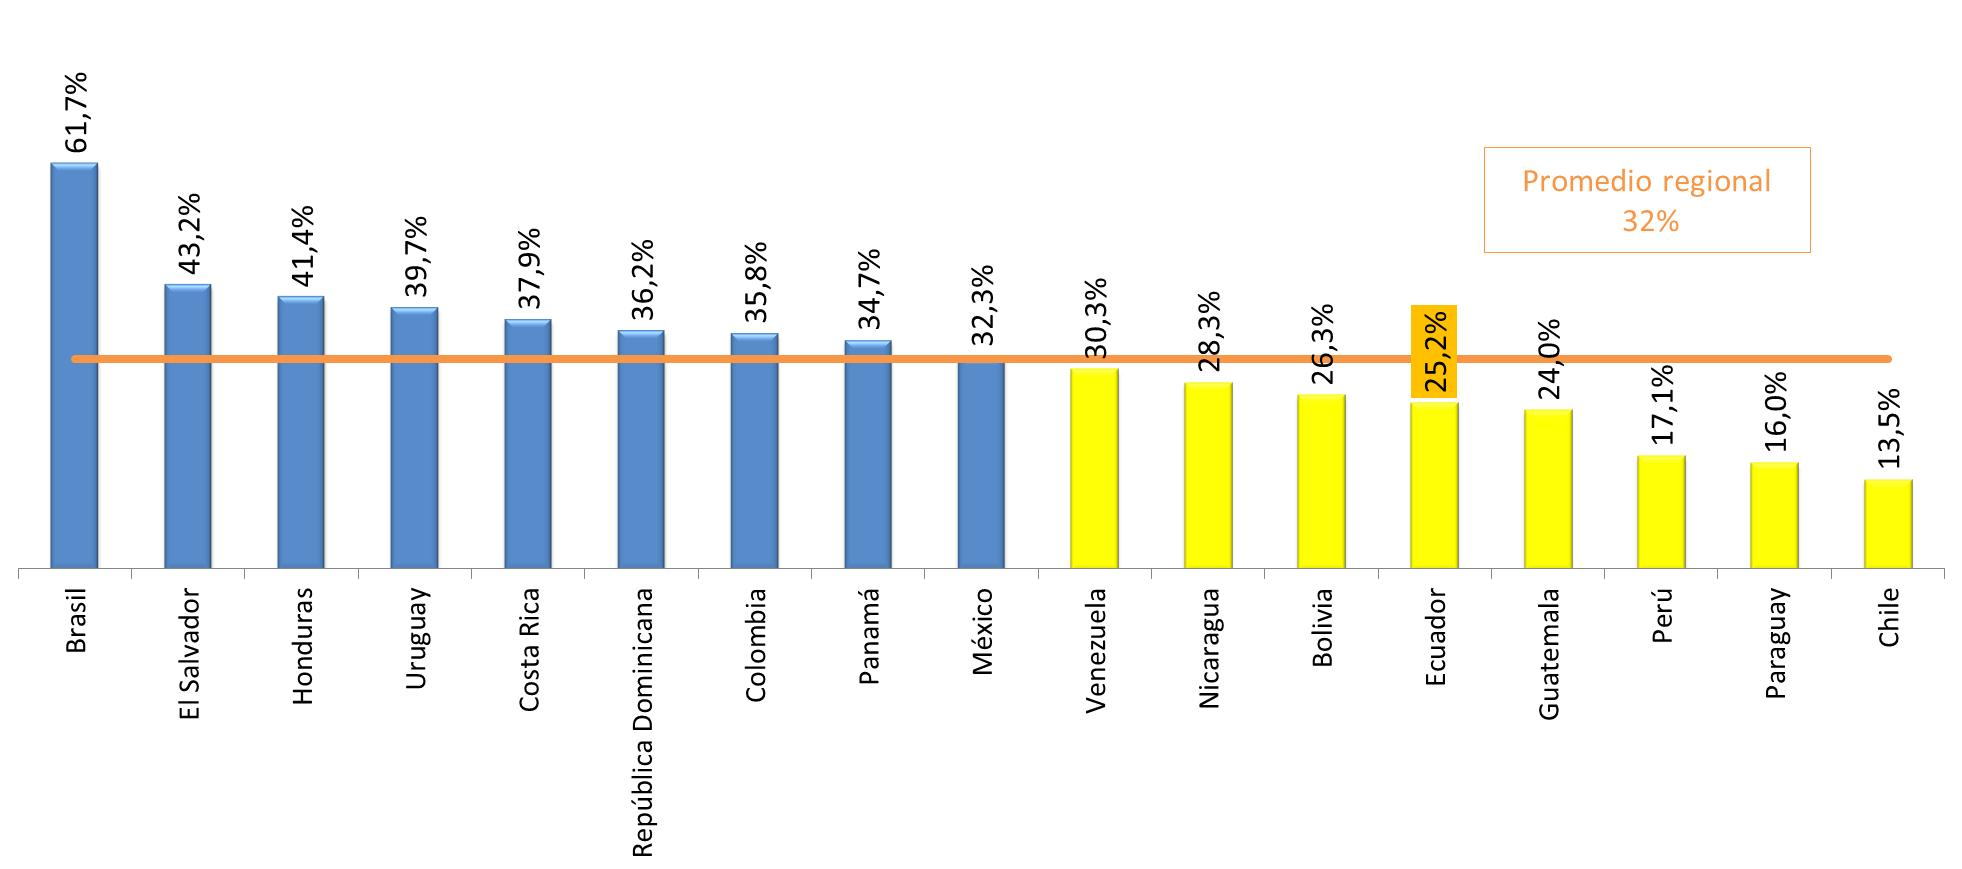 61,7%
43,2%
41,4%
39,7%
37,9%
36,2%
35,8%
34,7%
32,3%
30,3%
28,3%
26,3%
25,2%
24,0%
17,1%
16,0%
13,5%
Promedio regional
32%
Brasil
El Salvador
Honduras
Uruguay
Costa Rica
República Dominicana
Colombia
Panamá
México
Venezuela
Nicaragua
Bolivia
Ecuador
Guatemala
Perú
Paraguay
Chile